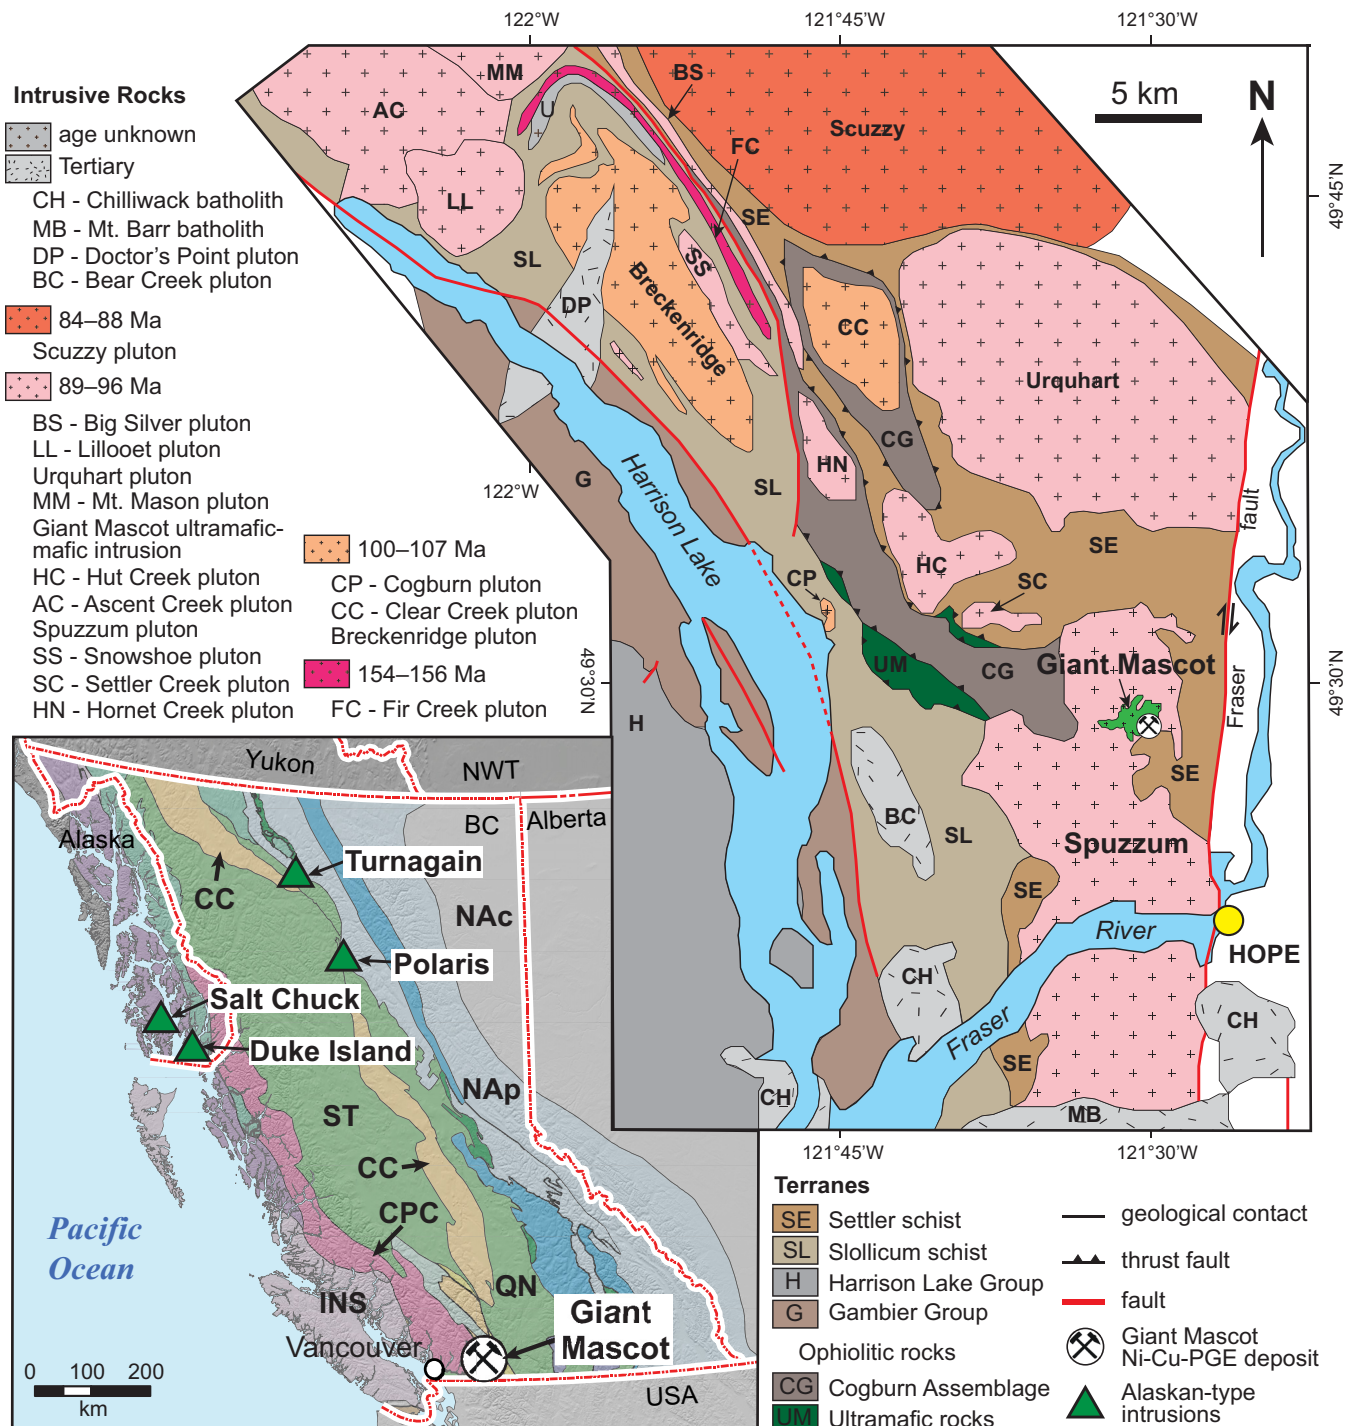 122°W
121°45'W
121°30'W
Intrusive Rocks
age unknown
Tertiary
CH - Chilliwack batholith
MB - Mt. Barr batholith
DP - Doctor's Point pluton
BC - Bear Creek pluton
84–88 Ma
Scuzzy pluton
89–96 Ma
BS - Big Silver pluton
LL - Lillooet pluton
Urquhart pluton
MM - Mt. Mason pluton
Giant Mascot ultramafic-
mafic intrusion
HC - Hut Creek pluton
AC - Ascent Creek pluton
Spuzzum pluton
SS - Snowshoe pluton
SC - Settler Creek pluton
HN - Hornet Creek pluton
100–107 Ma
CP - Cogburn pluton
CC - Clear Creek pluton
Breckenridge pluton
154–156 Ma
FC - Fir Creek pluton
MM
BS
AC
U
5 km
N
Scuzzy
FC
LL
SE
49°45'N
SL
SS
DP
Breckenridge
CC
Urquhart
CG
HN
122°W
G
Harrison Lake
SL
fault
SE
HC
CP
SC
UM
CG
Giant Mascot
49°30'N
49°30'N
H
Fraser
SE
BC
SL
Spuzzum
SE
River
HOPE
CH
Fraser
CH
SE
CH
MB
121°45'W
121°30'W
Yukon
NWT
BC
Alberta
Alaska
Turnagain
CC
NAc
Polaris
Salt Chuck
Duke Island
NAp
ST
CC
CPC
Pacific
Ocean
QN
INS
Giant
Mascot
Vancouver
0 100 200
km
USA
Terranes
SE Settler schist
SL Slollicum schist
H Harrison Lake Group
G Gambier Group
Ophiolitic rocks
CG Cogburn Assemblage
UM Ultramafic rocks
geological contact
thrust fault
fault
Giant Mascot
Ni-Cu-PGE deposit
Alaskan-type
intrusions